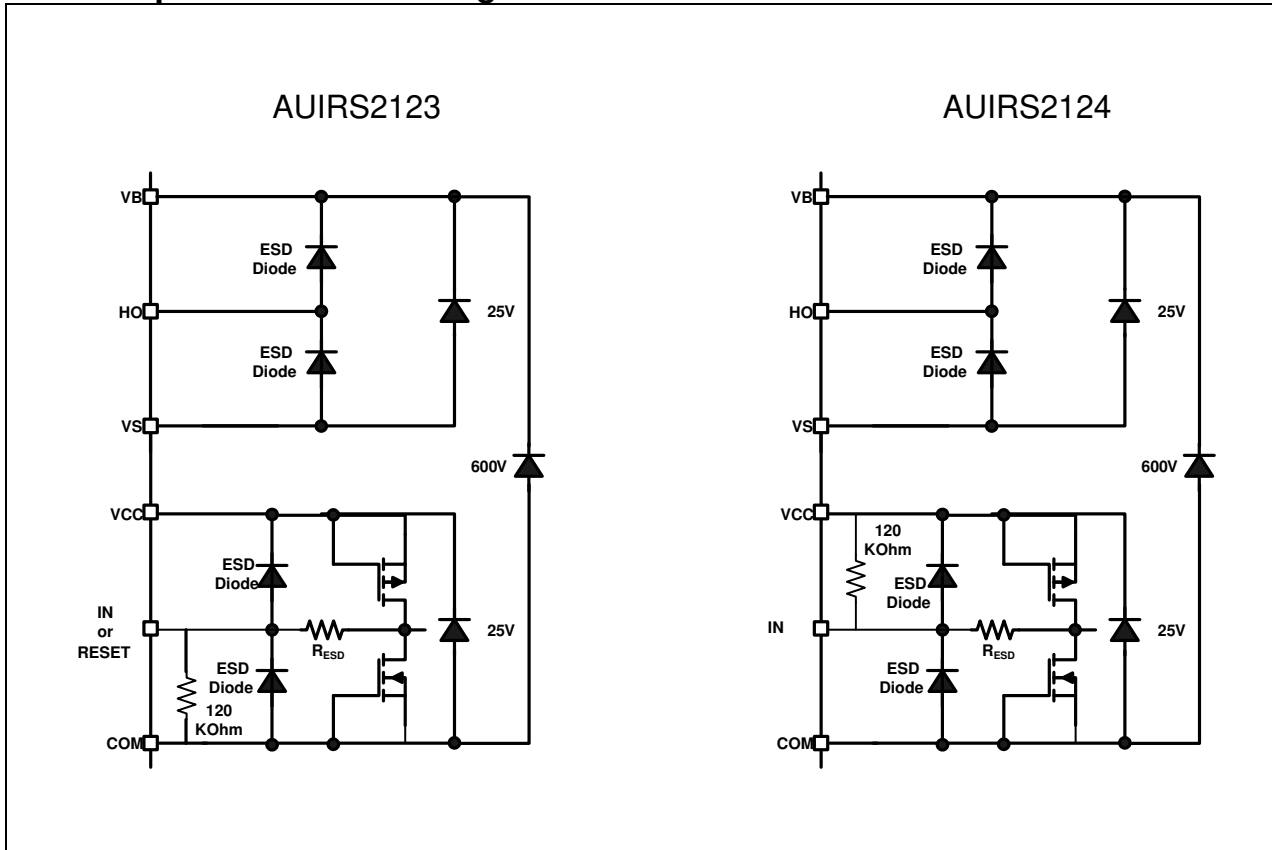 AUIRS2123
VB
ESD
Diode
HO
25V
ESD
Diode
VS
600V
VCC
ESD
Diode
IN
or
RESET
RESD
25V
ESD
Diode
120
KOhm
COM
AUIRS2124
VB
ESD
Diode
HO
25V
ESD
Diode
VS
600V
VCC
120
KOhm
ESD
Diode
IN
RESD
25V
ESD
Diode
COM